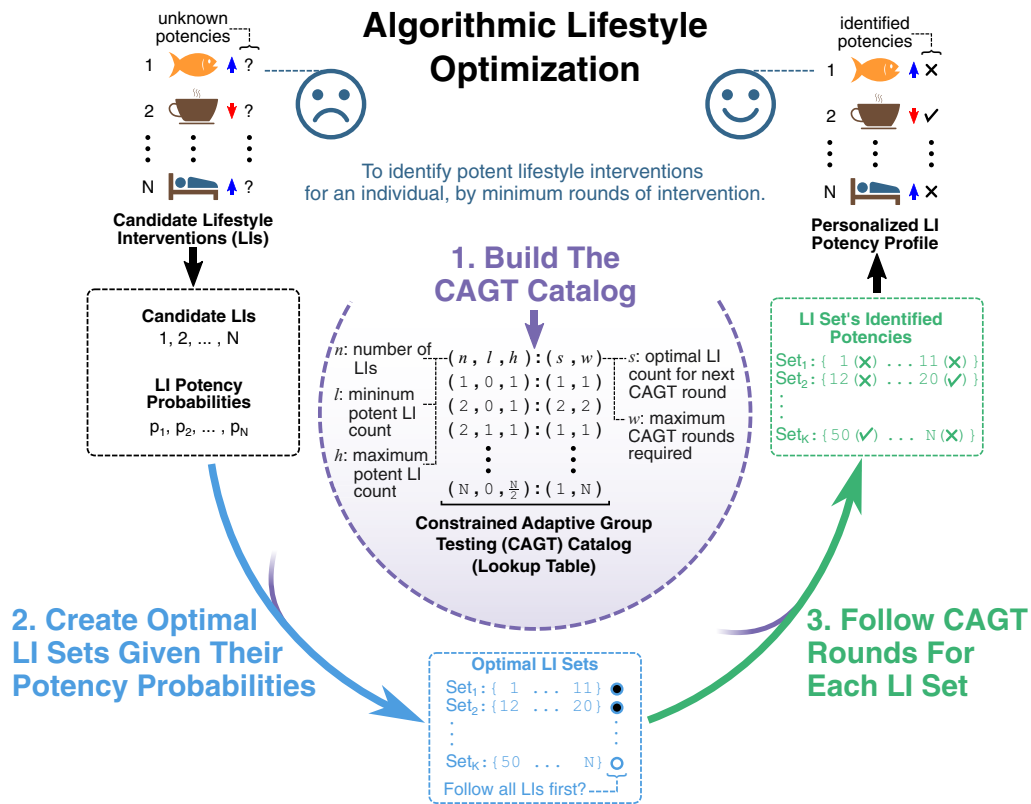 Algorithmic Lifestyle
Optimization
unknown
potencies
1 ?
2 ?
N ?
Candidate Lifestyle
Interventions (LIs)
identified
potencies
1 ×
2 ✓
N ×
Personalized LI
Potency Profile
To identify potent lifestyle interventions
for an individual, by minimum rounds of intervention.
Candidate LIs
1, 2, ... , N
LI Potency
Probabilities
p₁, p₂, ... , pN
1. Build The
CAGT Catalog
n: number of
LIs
l: mininum
potent LI
count
h: maximum
potent LI
count
(n,l,h):(s,w)
(1,0,1):(1,1)
(2,0,1):(2,2)
(2,1,1):(1,1)
(N,0,N/2):(1,N)
s: optimal LI
count for next
CAGT round
w: maximum
CAGT rounds
required
Constrained Adaptive Group
Testing (CAGT) Catalog
(Lookup Table)
LI Set's Identified
Potencies
Set₁:{ 1(×) ... 11(×)}
Set₂:{12(×) ... 20(✓)}
SetK:{50(✓) ... N(×)}
2. Create Optimal
LI Sets Given Their
Potency Probabilities
3. Follow CAGT
Rounds For
Each LI Set
Optimal LI Sets
Set₁:{ 1 ... 11}
Set₂:{12 ... 20}
SetK:{50 ... N}
Follow all LIs first?